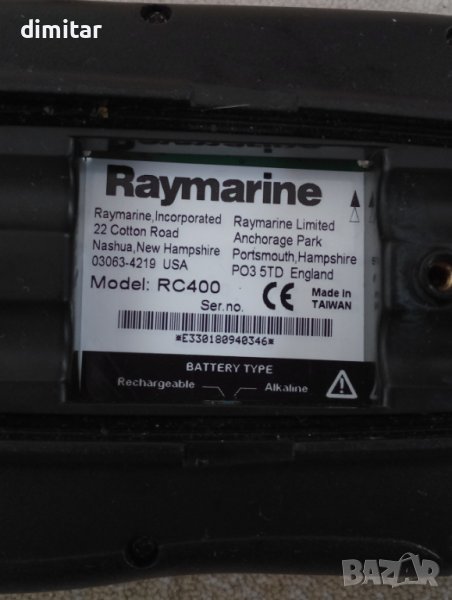 dimitar
Raymarine
Raymarine,Incorporated
22 Cotton Road
Nashua,New Hampshire
03063-4219 USA
Raymarine Limited
Anchorage Park
Portsmouth,Hampshire
PO3 5TD England
Model: RC400
Ser.no.
CE
Made in
TAIWAN
*E330180940346*
BATTERY TYPE
Rechargeable
Alkaline
BAZAR